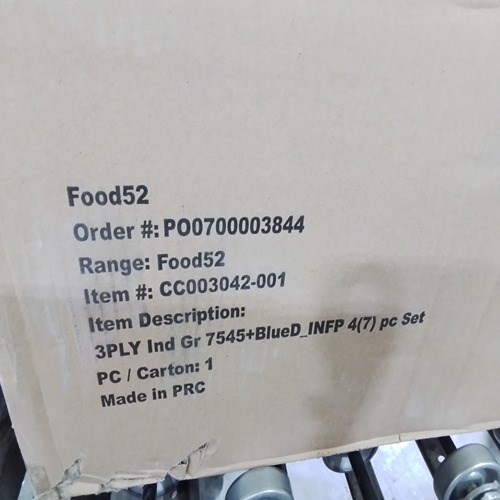 Food52
Order #: PO0700003844
Range: Food52
Item #: CC003042-001
Item Description:
3PLY Ind Gr 7545+BlueD_INFP 4(7) pc Set
PC / Carton: 1
Made in PRC